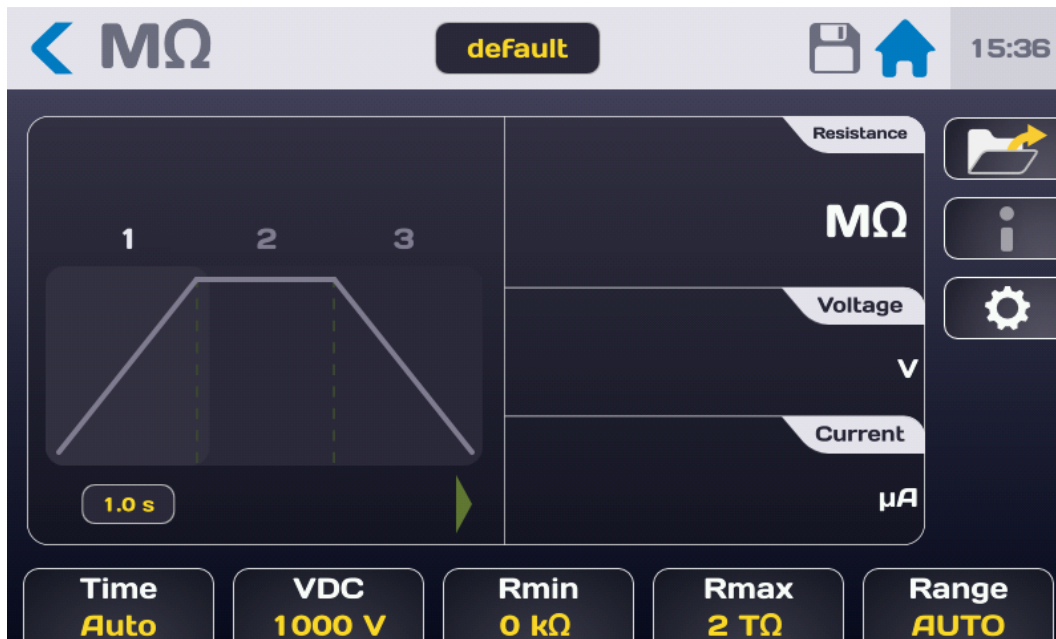 MΩ
default
15:36
Resistance
MΩ
1 2 3
Voltage
V
Current
µA
1.0 s
Time
Auto
VDC
1000 V
Rmin
0 kΩ
Rmax
2 TΩ
Range
AUTO